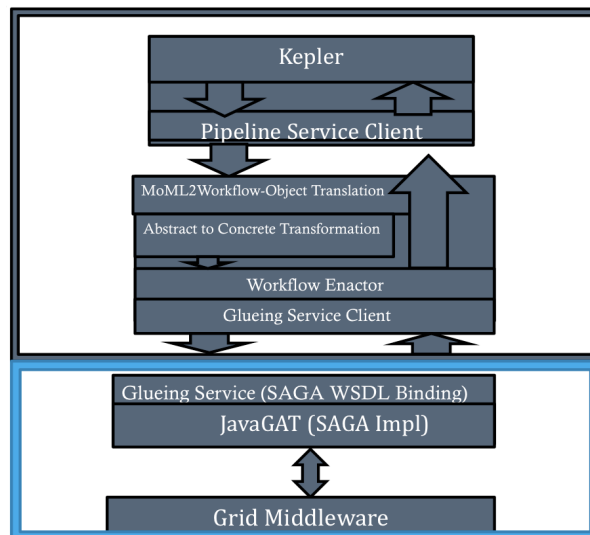 Kepler
Pipeline Service Client
MoML2Workflow-Object Translation
Abstract to Concrete Transformation
Workflow Enactor
Glueing Service Client
Glueing Service (SAGA WSDL Binding)
JavaGAT (SAGA Impl)
Grid Middleware